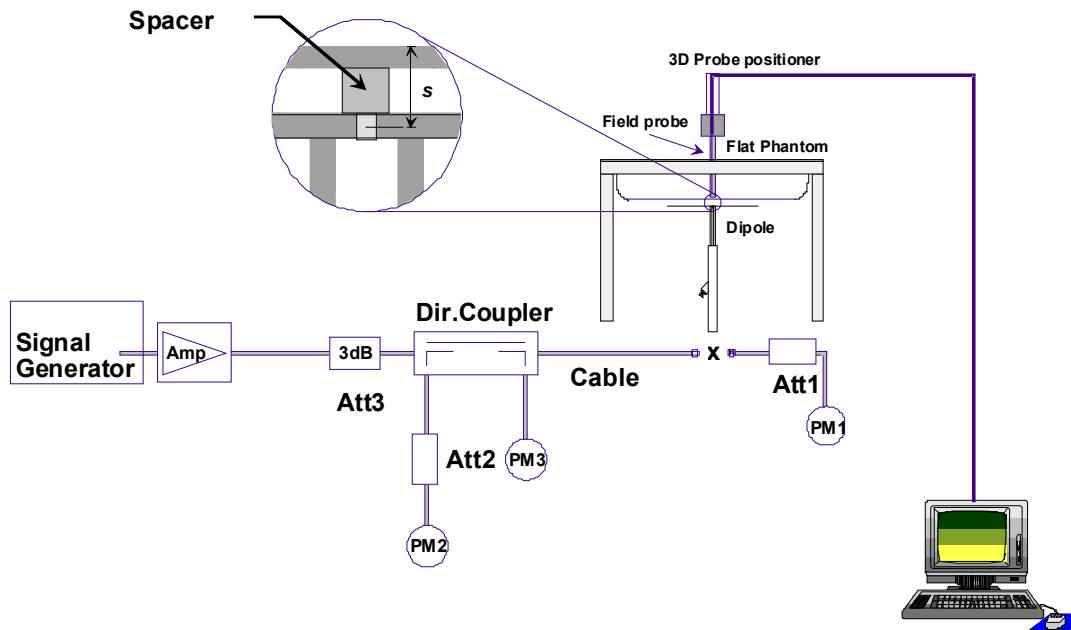 Spacer
s
3D Probe positioner
Field probe
Flat Phantom
Dipole
Signal
Generator
Amp
3dB
Att3
Dir.Coupler
Cable
x
Att1
PM1
Att2
PM3
PM2